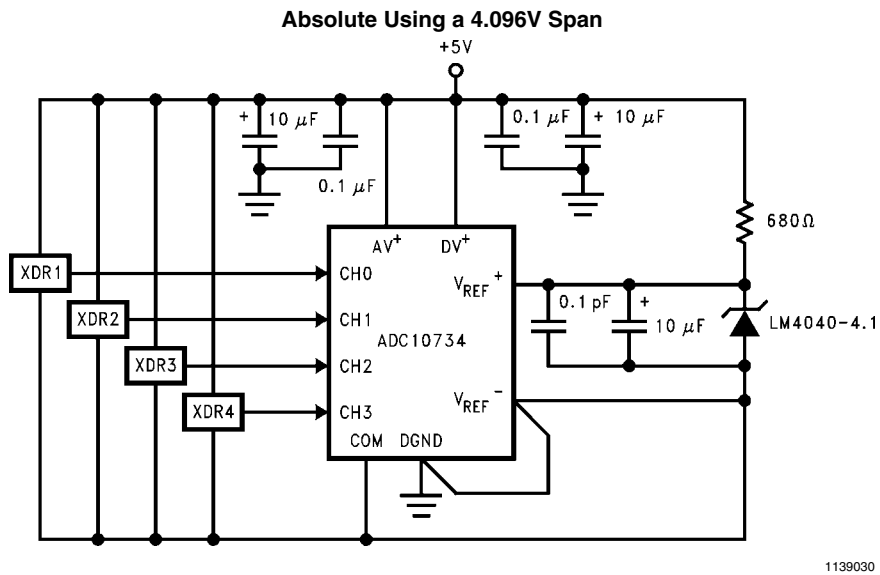 Absolute Using a 4.096V Span
+5V
+ 10 μF
0.1 μF
0.1 μF
+ 10 μF
680Ω
AV+
DV+
XDR1
CH0
VREF+
0.1 pF
+
10 μF
LM4040-4.1
XDR2
CH1
ADC10734
XDR3
CH2
XDR4
CH3
VREF-
COM
DGND
1139030